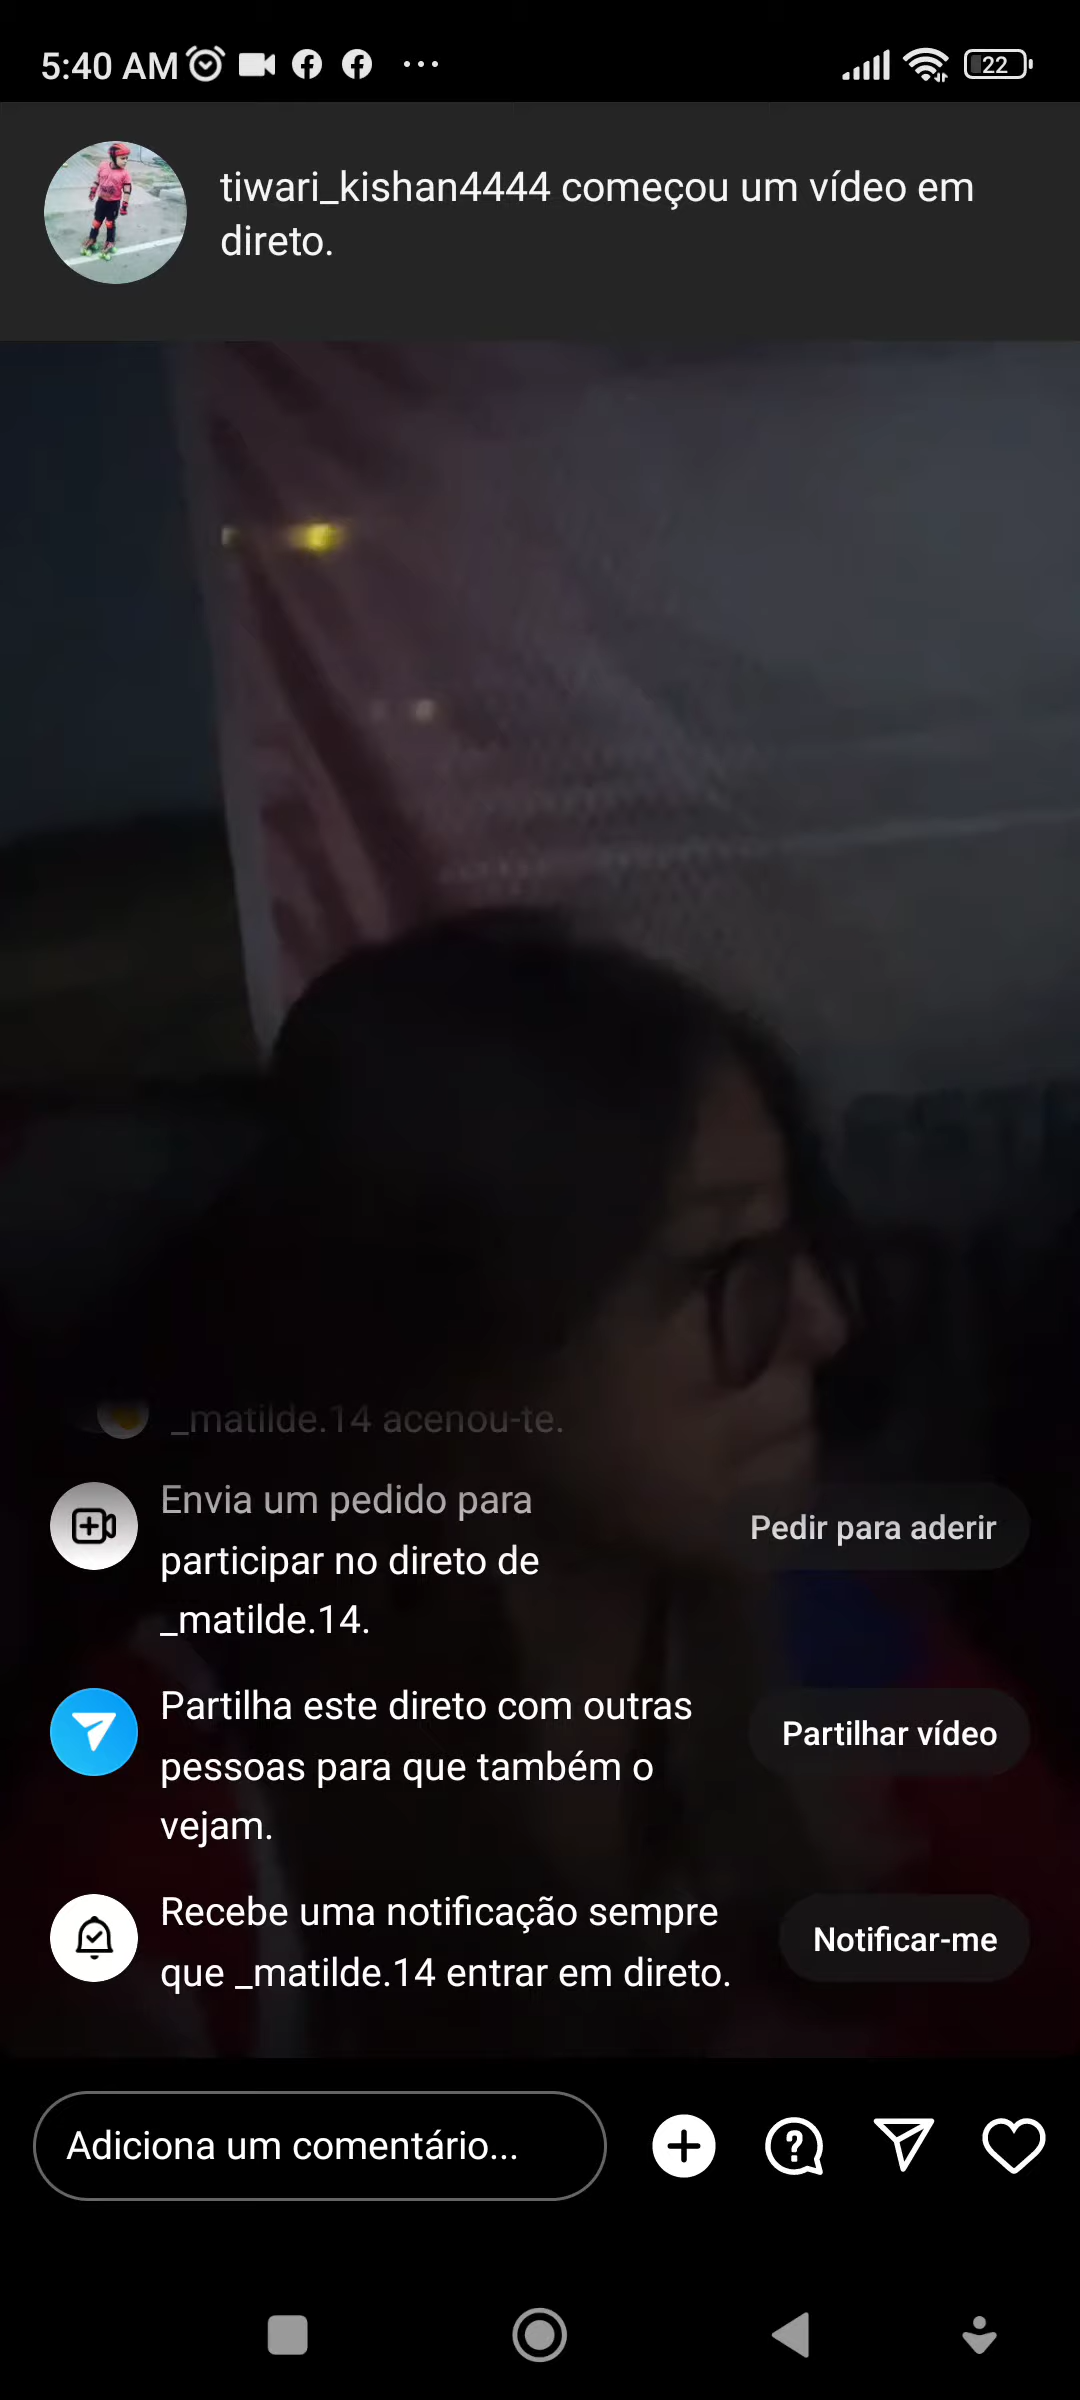 5:40 AM
22
tiwari_kishan4444 começou um vídeo em
direto.
_matilde.14 acenou-te.
Envia um pedido para
participar no direto de
_matilde.14.
Pedir para aderir
Partilha este direto com outras
pessoas para que também o
vejam.
Partilhar vídeo
Recebe uma notificação sempre
que _matilde.14 entrar em direto.
Notificar-me
Adiciona um comentário...